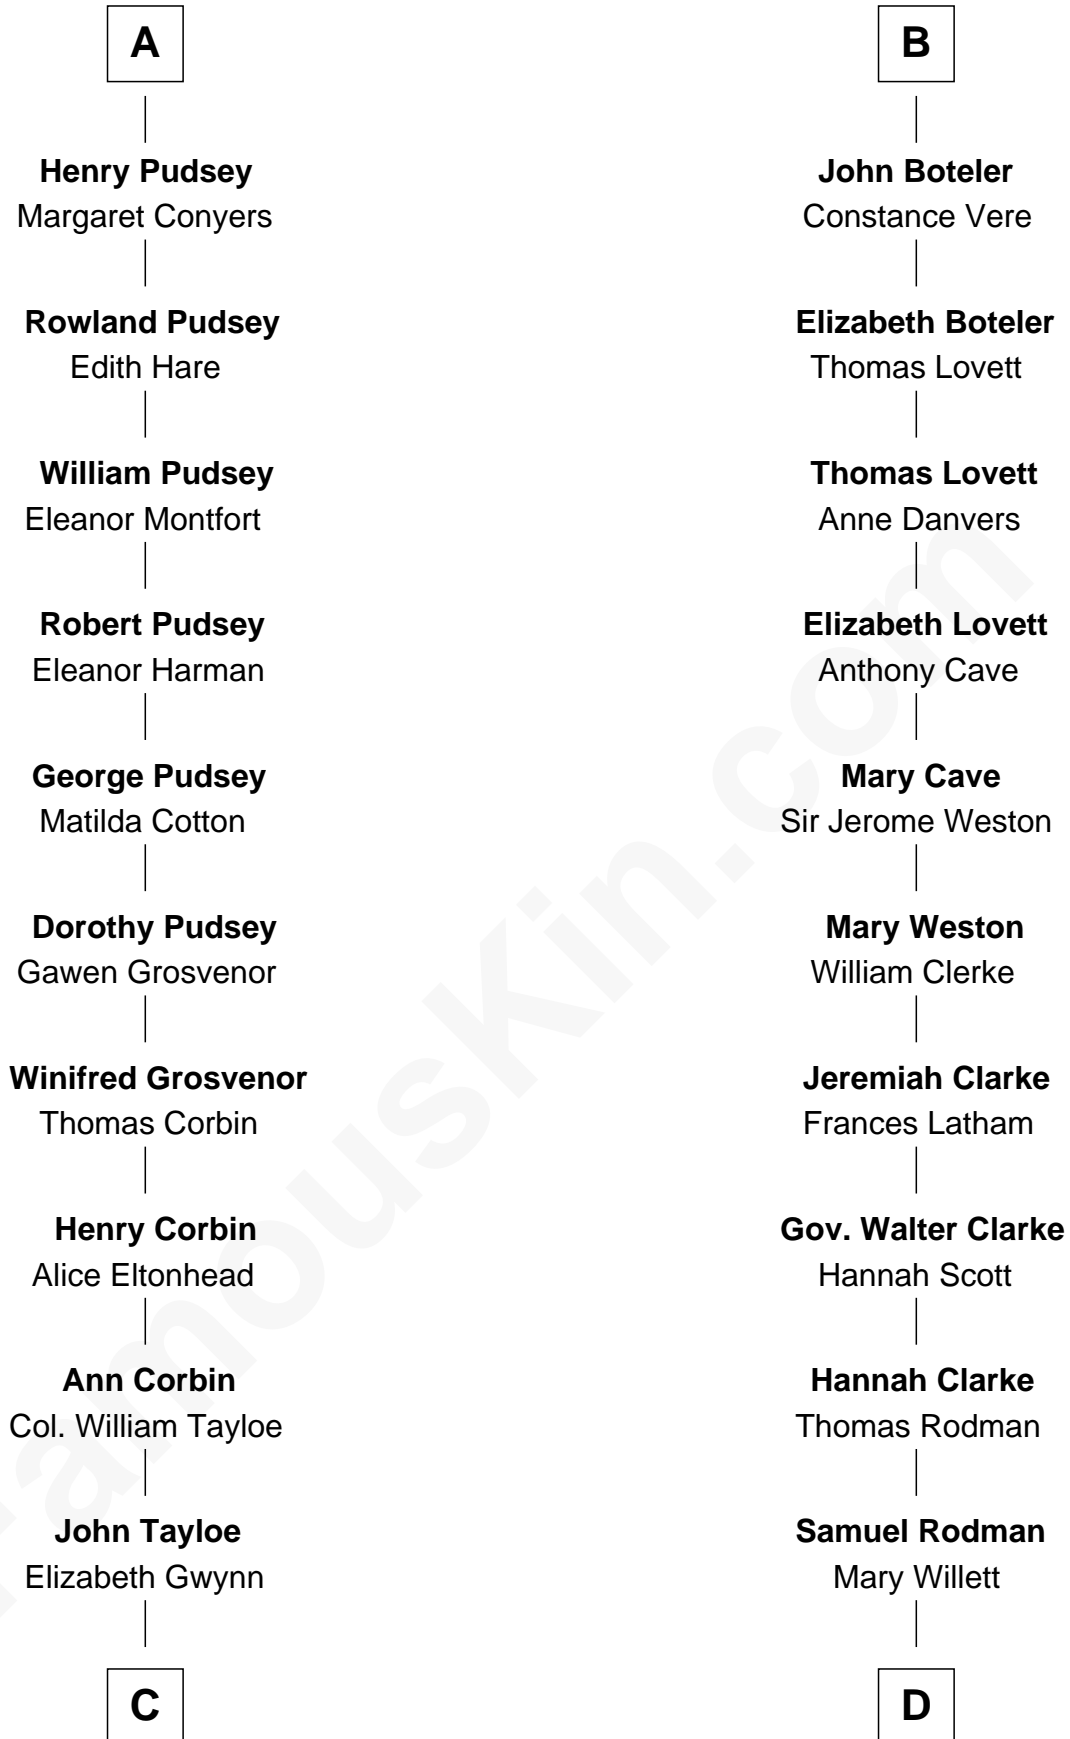 A
Henry Pudsey
Margaret Conyers
Rowland Pudsey
Edith Hare
William Pudsey
Eleanor Montfort
Robert Pudsey
Eleanor Harman
George Pudsey
Matilda Cotton
Dorothy Pudsey
Gawen Grosvenor
Winifred Grosvenor
Thomas Corbin
Henry Corbin
Alice Eltonhead
Ann Corbin
Col. William Tayloe
John Tayloe
Elizabeth Gwynn
C
B
John Boteler
Constance Vere
Elizabeth Boteler
Thomas Lovett
Thomas Lovett
Anne Danvers
Elizabeth Lovett
Anthony Cave
Mary Cave
Sir Jerome Weston
Mary Weston
William Clerke
Jeremiah Clarke
Frances Latham
Gov. Walter Clarke
Hannah Scott
Hannah Clarke
Thomas Rodman
Samuel Rodman
Mary Willett
D
FamousKin.com